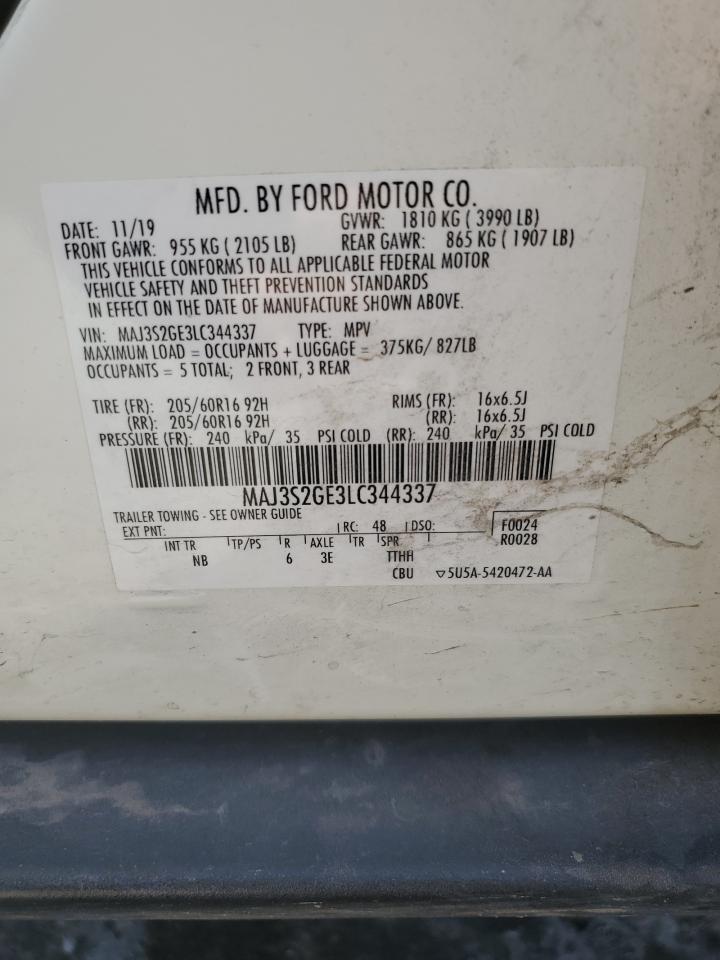 MFD. BY FORD MOTOR CO.
DATE: 11/19 GVWR: 1810 KG ( 3990 LB)
FRONT GAWR: 955 KG ( 2105 LB) REAR GAWR: 865 KG ( 1907 LB)
THIS VEHICLE CONFORMS TO ALL APPLICABLE FEDERAL MOTOR
VEHICLE SAFETY AND THEFT PREVENTION STANDARDS
IN EFFECT ON THE DATE OF MANUFACTURE SHOWN ABOVE.
VIN: MAJ3S2GE3LC344337 TYPE: MPV
MAXIMUM LOAD = OCCUPANTS + LUGGAGE = 375KG/ 827LB
OCCUPANTS = 5 TOTAL; 2 FRONT, 3 REAR
TIRE (FR): 205/60R16 92H RIMS (FR): 16x6.5J
(RR): 205/60R16 92H (RR): 16x6.5J
PRESSURE (FR): 240 kPa/ 35 PSI COLD (RR): 240 kPa/ 35 PSI COLD
MAJ3S2GE3LC344337
TRAILER TOWING - SEE OWNER GUIDE
EXT PNT: RC: 48 DSO: F0024
INT TR TP/PS R AXLE TR SPR R0028
NB 6 3E TTHH
CBU ▽5U5A-5420472-AA